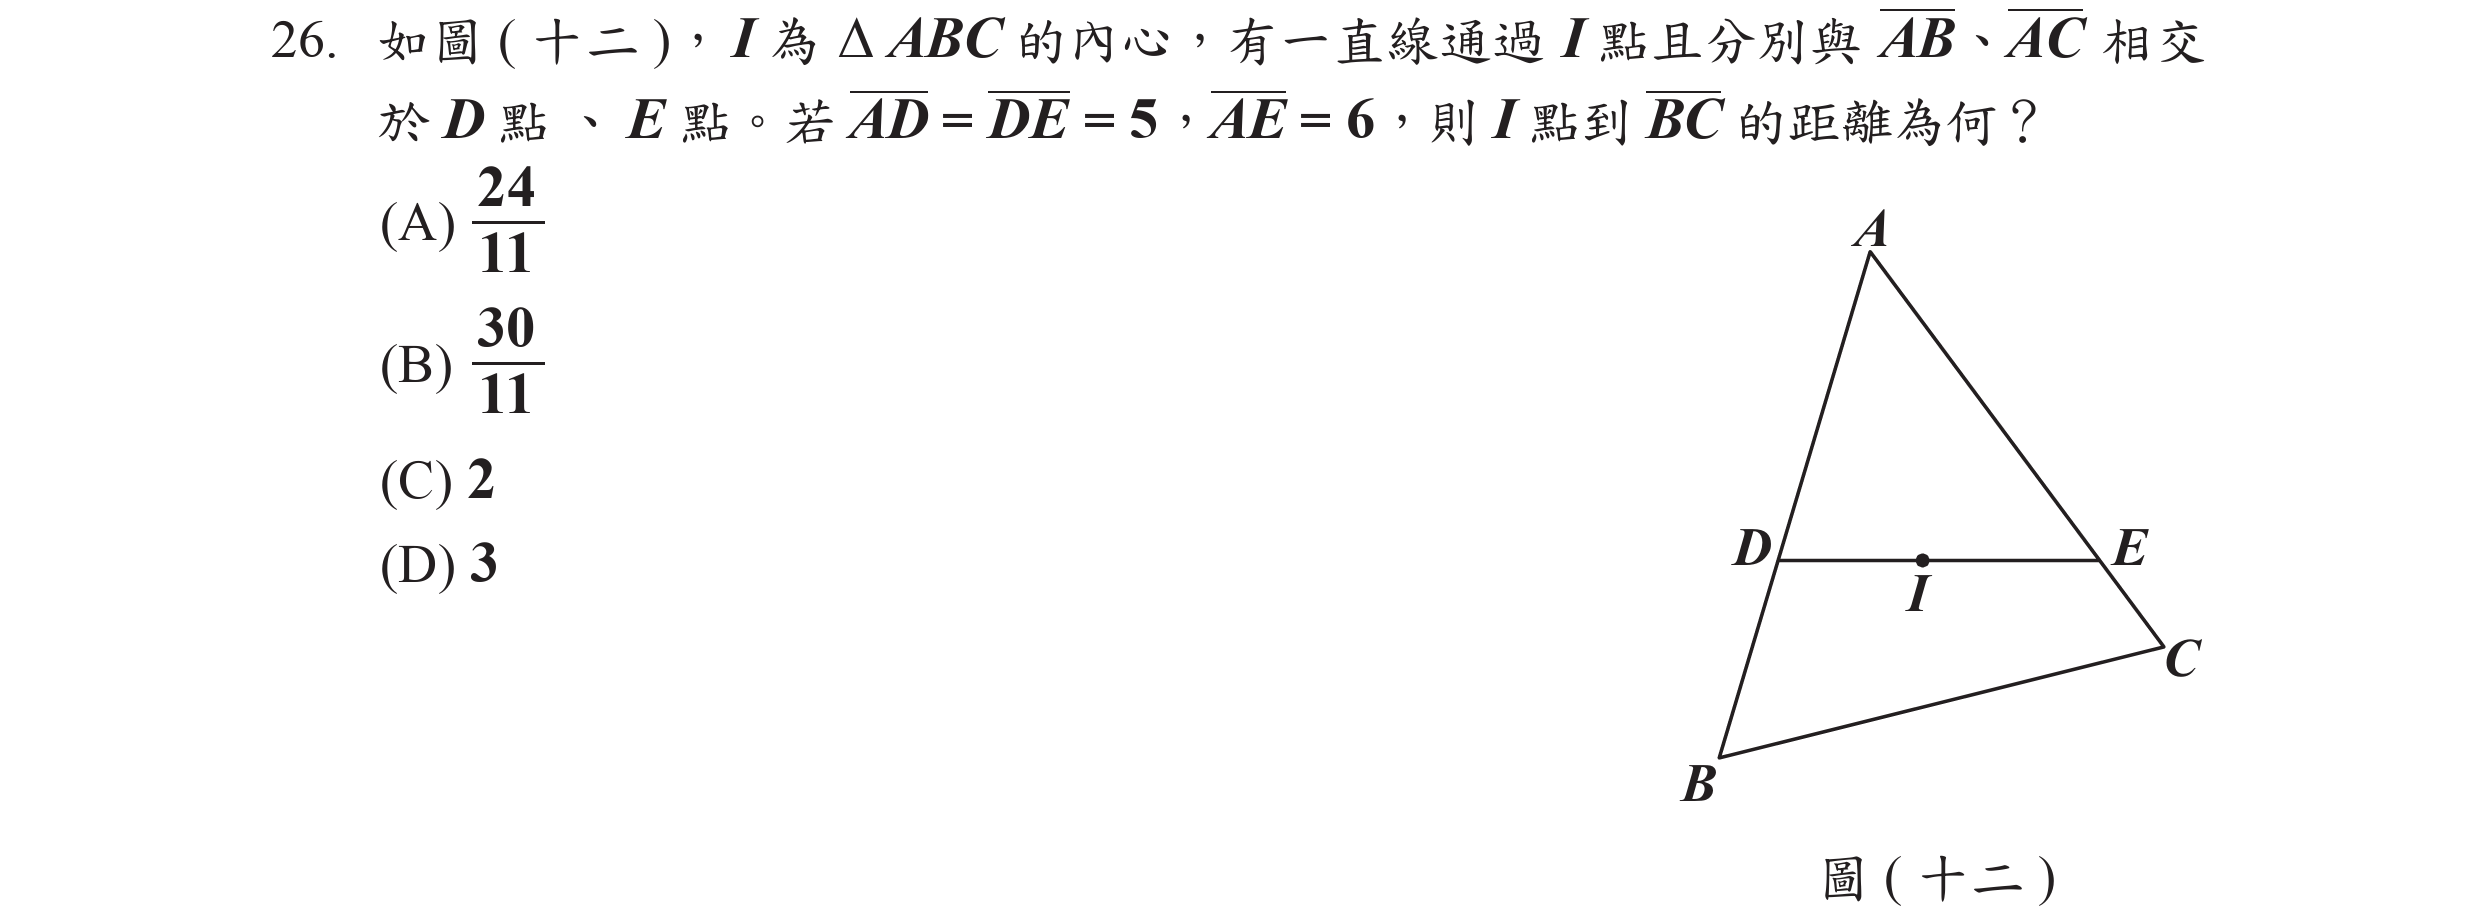 26. 如圖(十二)，I 為 Δ ABC 的內心，有一直線通過 I 點且分別與 \overline{AB}、\overline{AC} 相交
於 D 點、E 點。若 \overline{AD} = \overline{DE} = 5，\overline{AE} = 6，則 I 點到 \overline{BC} 的距離為何？
(A) \frac{24}{11}
(B) \frac{30}{11}
(C) 2
(D) 3
A
D
E
I
C
B
圖(十二)